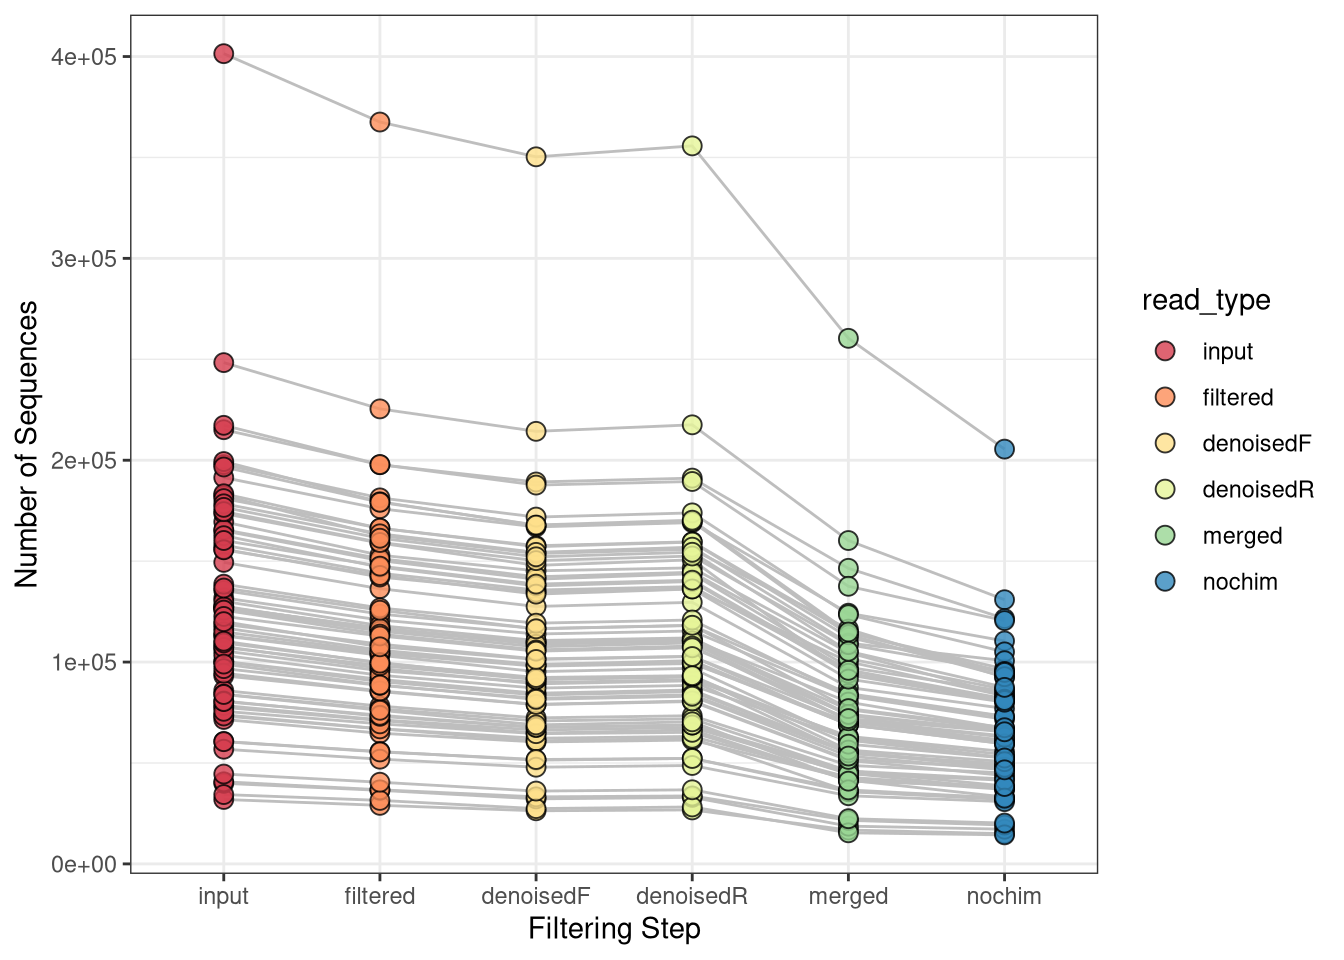 4e+05
3e+05
2e+05
1e+05
0e+00
Number of Sequences
input filtered denoisedF denoisedR merged nochim
Filtering Step
read_type
input
filtered
denoisedF
denoisedR
merged
nochim